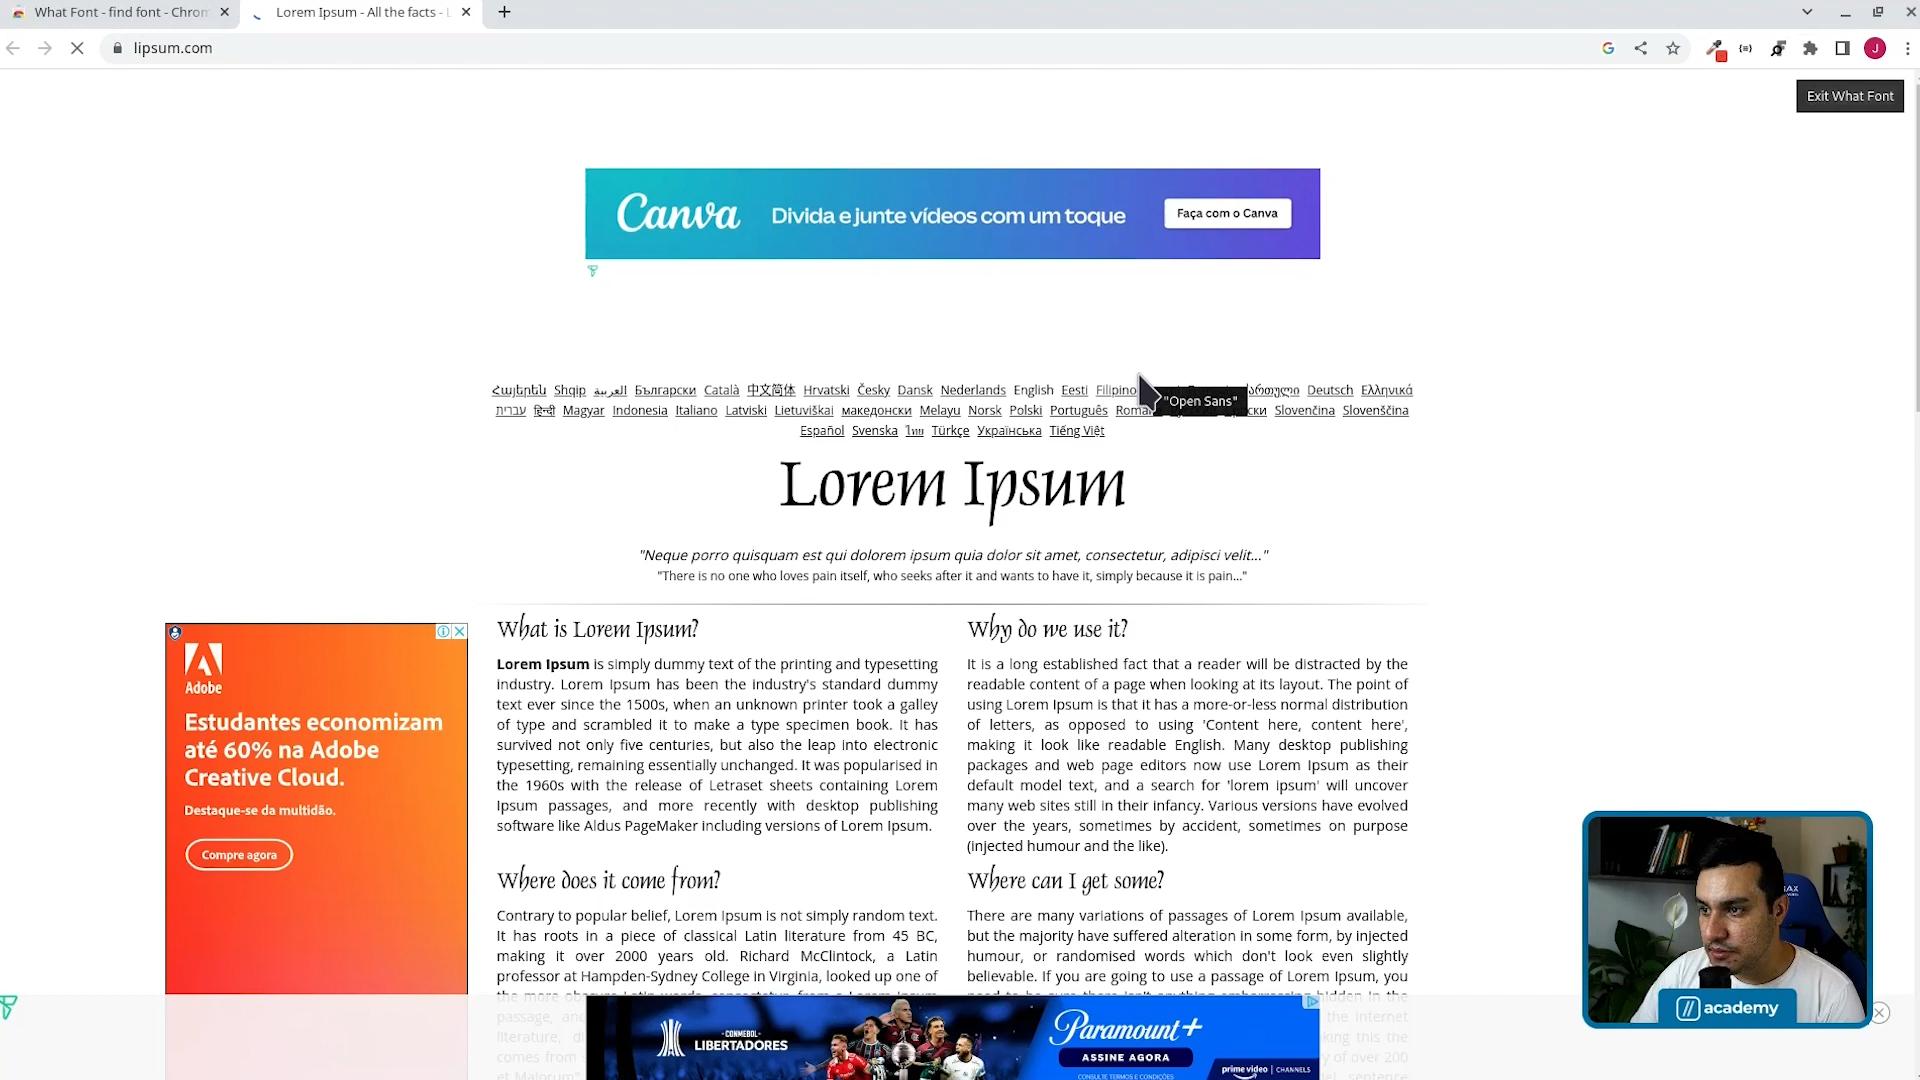 What Font - find font - Chrom
Lorem Ipsum - All the facts - L
lipsum.com
Exit What Font
Canva
Divida e junte vídeos com um toque
Faça com o Canva
Հայերեն Shqip العربية Български Català 中文简体 Hrvatski Česky Dansk Nederlands English Eesti Filipino Deutsch Ελληνικά
"Open Sans"
עברית हिन्दी Magyar Indonesia Italiano Latviski Lietuviškai македонски Melayu Norsk Polski Português Slovenčina Slovenščina
Español Svenska ไทย Türkçe Українська Tiếng Việt
Lorem Ipsum
"Neque porro quisquam est qui dolorem ipsum quia dolor sit amet, consectetur, adipisci velit..."
"There is no one who loves pain itself, who seeks after it and wants to have it, simply because it is pain..."
What is Lorem Ipsum?
Lorem Ipsum is simply dummy text of the printing and typesetting
industry. Lorem Ipsum has been the industry's standard dummy
text ever since the 1500s, when an unknown printer took a galley
of type and scrambled it to make a type specimen book. It has
survived not only five centuries, but also the leap into electronic
typesetting, remaining essentially unchanged. It was popularised in
the 1960s with the release of Letraset sheets containing Lorem
Ipsum passages, and more recently with desktop publishing
software like Aldus PageMaker including versions of Lorem Ipsum.
Why do we use it?
It is a long established fact that a reader will be distracted by the
readable content of a page when looking at its layout. The point of
using Lorem Ipsum is that it has a more-or-less normal distribution
of letters, as opposed to using 'Content here, content here',
making it look like readable English. Many desktop publishing
packages and web page editors now use Lorem Ipsum as their
default model text, and a search for 'lorem ipsum' will uncover
many web sites still in their infancy. Various versions have evolved
over the years, sometimes by accident, sometimes on purpose
(injected humour and the like).
Where does it come from?
Contrary to popular belief, Lorem Ipsum is not simply random text.
It has roots in a piece of classical Latin literature from 45 BC,
making it over 2000 years old. Richard McClintock, a Latin
professor at Hampden-Sydney College in Virginia, looked up one of
passage, an
literature, di
comes from
et Malorum"
Where can I get some?
There are many variations of passages of Lorem Ipsum available,
but the majority have suffered alteration in some form, by injected
humour, or randomised words which don't look even slightly
believable. If you are going to use a passage of Lorem Ipsum, you
the Internet
king this the
y of over 200
sentence
Adobe
Estudantes economizam
até 60% na Adobe
Creative Cloud.
Destaque-se da multidão.
Compre agora
CONMEBOL
LIBERTADORES
Paramount+
ASSINE AGORA
CONSULTE TERMOS E CONDIÇÕES
prime video | CHANNELS
academy
J